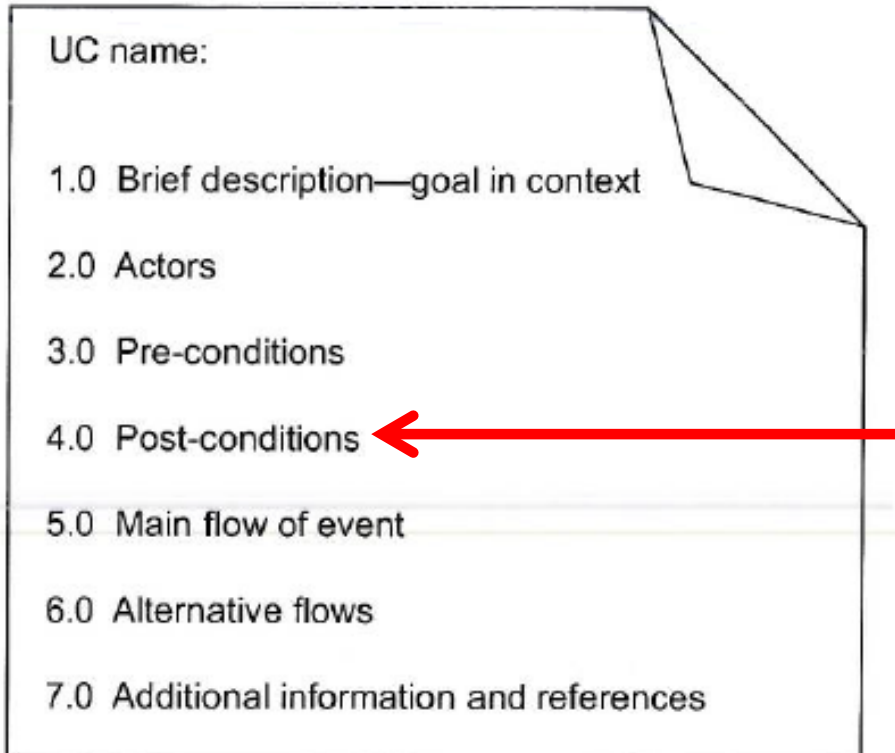 UC name:
1.0 Brief description—goal in context
2.0 Actors
3.0 Pre-conditions
4.0 Post-conditions
5.0 Main flow of event
6.0 Alternative flows
7.0 Additional information and references